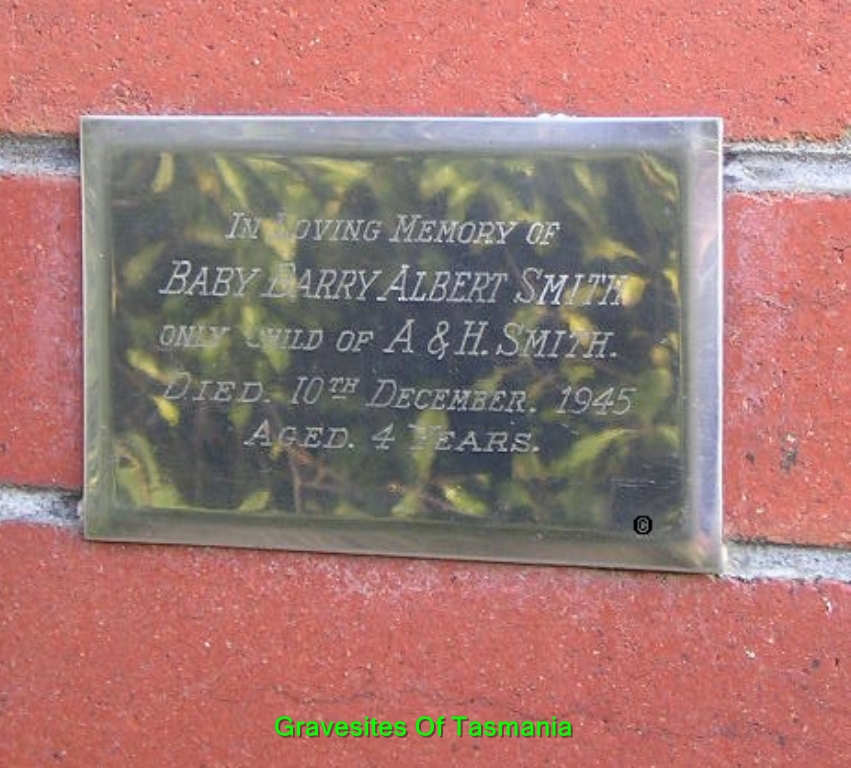 In Loving Memory of
Baby Barry Albert Smith
only child of A & H. Smith.
Died. 10TH December. 1945
Aged. 4 Years.
©
Gravesites Of Tasmania